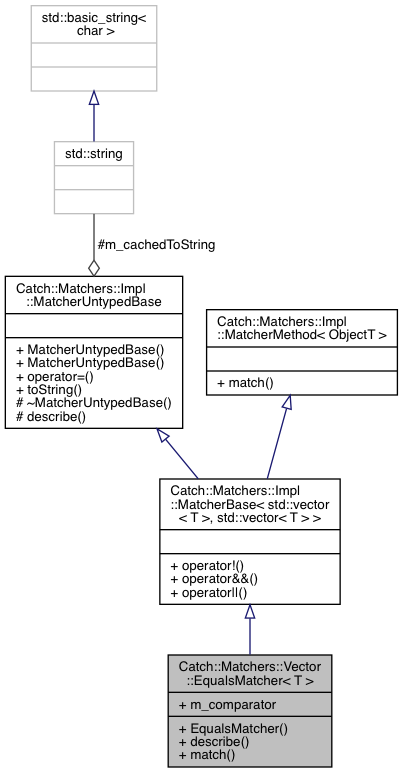 std::basic_string<
char >
std::string
#m_cachedToString
Catch::Matchers::Impl
::MatcherUntypedBase
+ MatcherUntypedBase()
+ MatcherUntypedBase()
+ operator=()
+ toString()
# ~MatcherUntypedBase()
# describe()
Catch::Matchers::Impl
::MatcherMethod< ObjectT >
+ match()
Catch::Matchers::Impl
::MatcherBase< std::vector
< T >, std::vector< T > >
+ operator!()
+ operator&&()
+ operator||()
Catch::Matchers::Vector
::EqualsMatcher< T >
+ m_comparator
+ EqualsMatcher()
+ describe()
+ match()